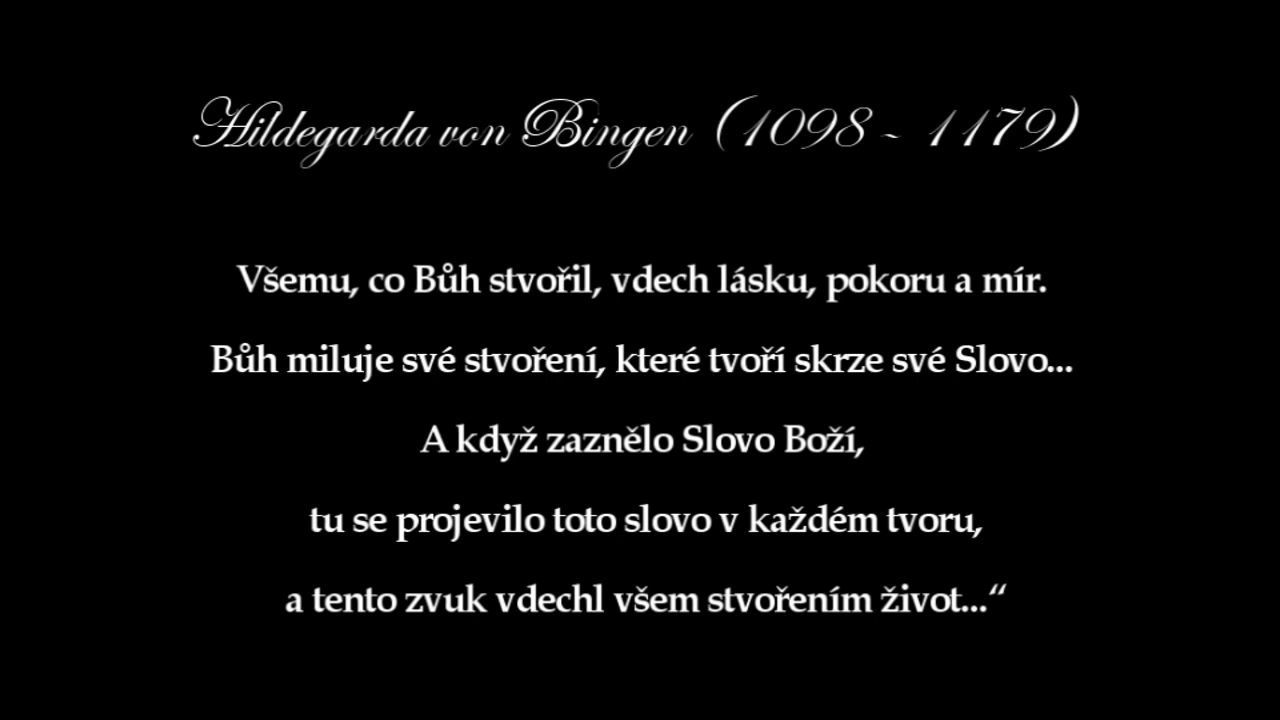 Hildegarda von Bingen (1098 - 1179)
Všemu, co Bůh stvořil, vdech lásku, pokoru a mír.
Bůh miluje své stvoření, které tvoří skrze své Slovo...
A když zaznělo Slovo Boží,
tu se projevilo toto slovo v každém tvoru,
a tento zvuk vdechl všem stvořením život...“